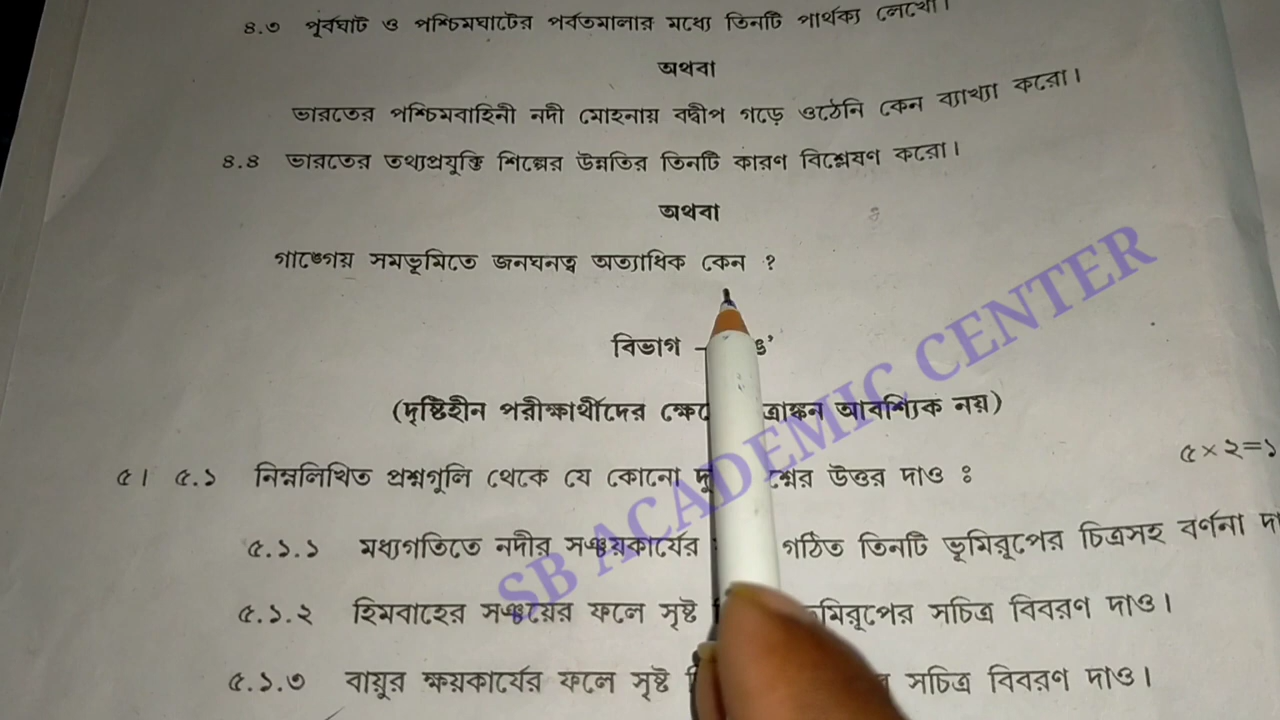 ৪.৩ পূর্বঘাট ও পশ্চিমঘাটের পর্বতমালার মধ্যে তিনটি পার্থক্য লেখো।
অথবা
ভারতের পশ্চিমবাহিনী নদী মোহনায় বদ্বীপ গড়ে ওঠেনি কেন ব্যাখ্যা করো।
৪.৪ ভারতের তথ্যপ্রযুক্তি শিল্পের উন্নতির তিনটি কারণ বিশ্লেষণ করো।
অথবা
গাঙ্গেয় সমভূমিতে জনঘনত্ব অত্যাধিক কেন ?
বিভাগ –
(দৃষ্টিহীন পরীক্ষার্থীদের আবশ্যিক নয়)
৫। ৫.১ নিম্নলিখিত প্রশ্নগুলি থেকে যে কোনো উত্তর দাও ঃ ৫×২=১
৫.১.১ মধ্যগতিতে নদীর সঞ্চয়কার্যের গঠিত তিনটি ভূমিরূপের চিত্রসহ বর্ণনা
৫.১.২ হিমবাহের সঞ্চয়ের ফলে সৃষ্ট সচিত্র বিবরণ দাও।
৫.১.৩ বায়ুর ক্ষয়কার্যের ফলে সৃষ্ট সচিত্র বিবরণ দাও।
SB ACADEMIC CENTER